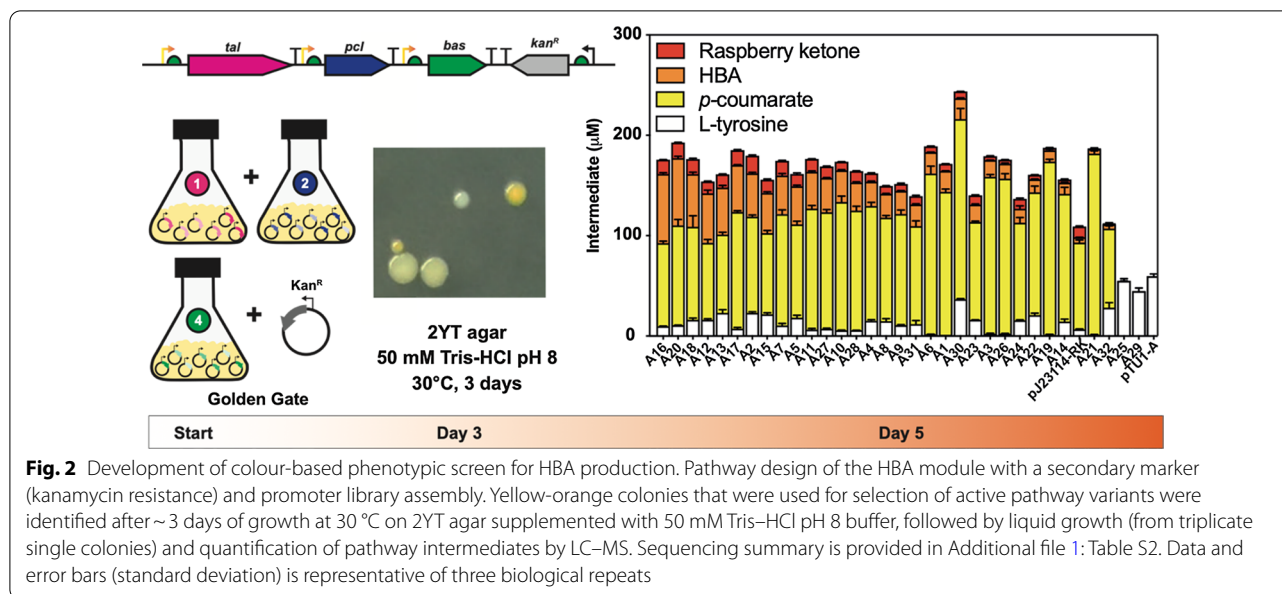 tal
pcl
bas
kanᴿ
1
+
2
4
+
Kanᴿ
Golden Gate
2YT agar
50 mM Tris-HCl pH 8
30°C, 3 days
Raspberry ketone
HBA
p-coumarate
L-tyrosine
Intermediate (µM)
300
200
100
0
A16
A20
A18
A12
A13
A17
A2
A15
A7
A5
A11
A27
A10
A28
A4
A8
A9
A31
A6
A1
A30
A23
A3
A26
A24
A22
A19
A14
pJ23114-RK
A21
A32
A25
A29
pTU1-A
Start
Day 3
Day 5
Fig. 2 Development of colour-based phenotypic screen for HBA production. Pathway design of the HBA module with a secondary marker
(kanamycin resistance) and promoter library assembly. Yellow-orange colonies that were used for selection of active pathway variants were
identified after ~ 3 days of growth at 30 °C on 2YT agar supplemented with 50 mM Tris–HCl pH 8 buffer, followed by liquid growth (from triplicate
single colonies) and quantification of pathway intermediates by LC–MS. Sequencing summary is provided in Additional file 1: Table S2. Data and
error bars (standard deviation) is representative of three biological repeats